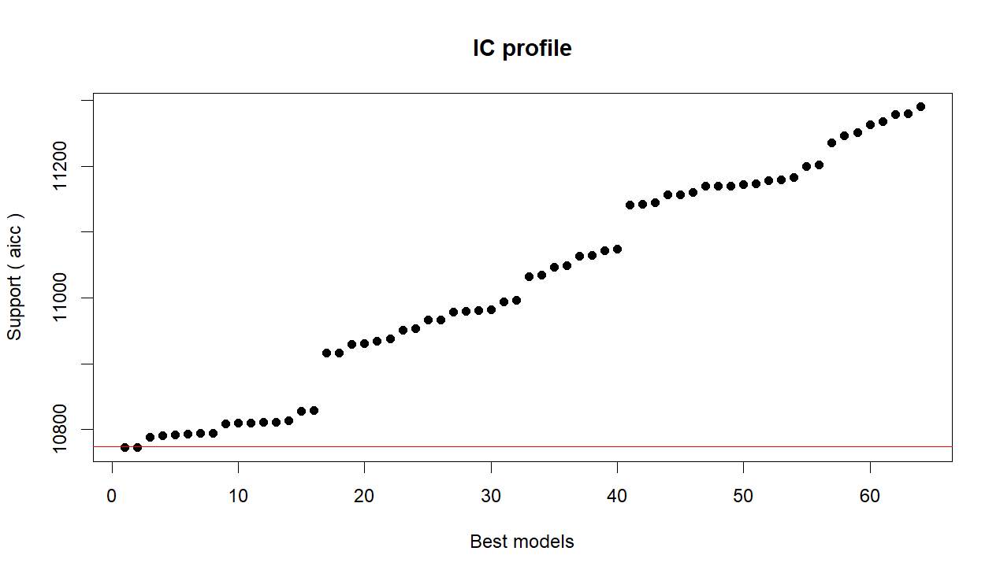 IC profile
Support ( aicc )
11200
11000
10800
0 10 20 30 40 50 60
Best models